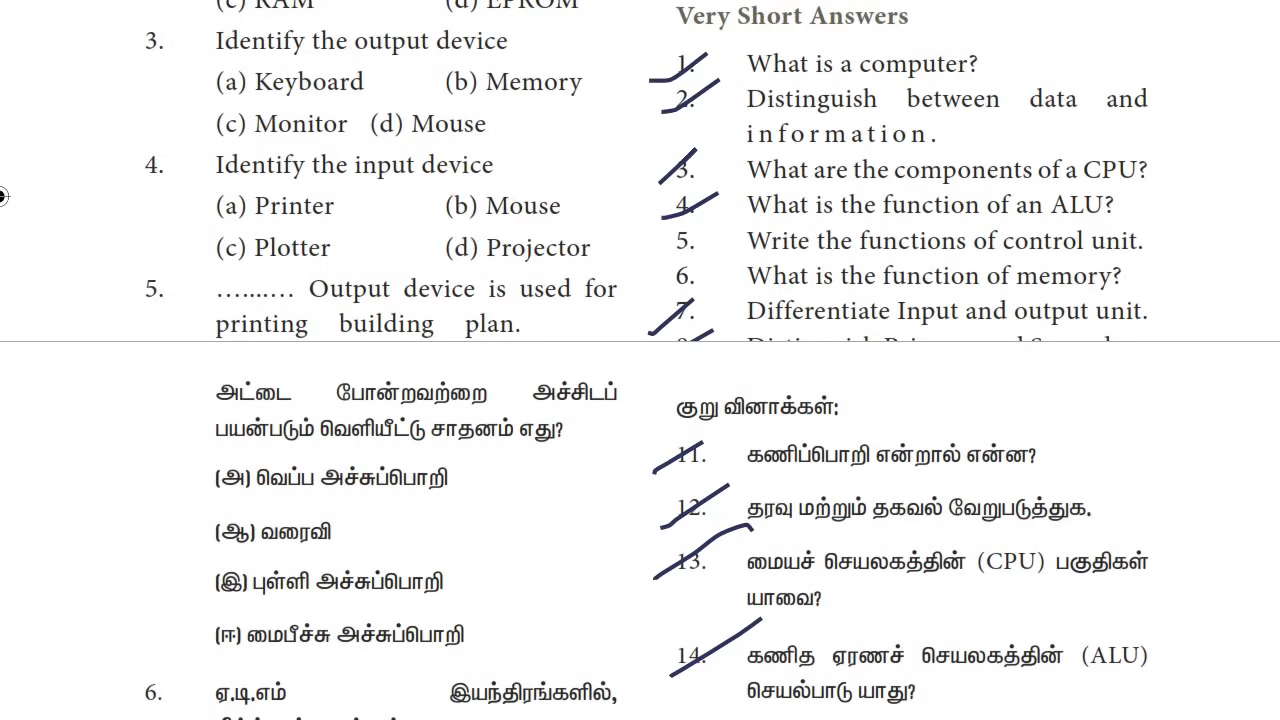 (c) RAM (d) EPROM
3. Identify the output device
(a) Keyboard (b) Memory
(c) Monitor (d) Mouse
4. Identify the input device
(a) Printer (b) Mouse
(c) Plotter (d) Projector
5. …...… Output device is used for
printing building plan.
Very Short Answers
1. What is a computer?
2. Distinguish between data and
information.
3. What are the components of a CPU?
4. What is the function of an ALU?
5. Write the functions of control unit.
6. What is the function of memory?
7. Differentiate Input and output unit.
அட்டை போன்றவற்றை அச்சிடப்
பயன்படும் வெளியீட்டு சாதனம் எது?
(அ) வெப்ப அச்சுப்பொறி
(ஆ) வரைவி
(இ) புள்ளி அச்சுப்பொறி
(ஈ) மைபீச்சு அச்சுப்பொறி
6. ஏ.டி.எம் இயந்திரங்களில்,
குறு வினாக்கள்:
11. கணிப்பொறி என்றால் என்ன?
12. தரவு மற்றும் தகவல் வேறுபடுத்துக.
13. மையச் செயலகத்தின் (CPU) பகுதிகள்
யாவை?
14. கணித ஏரணச் செயலகத்தின் (ALU)
செயல்பாடு யாது?